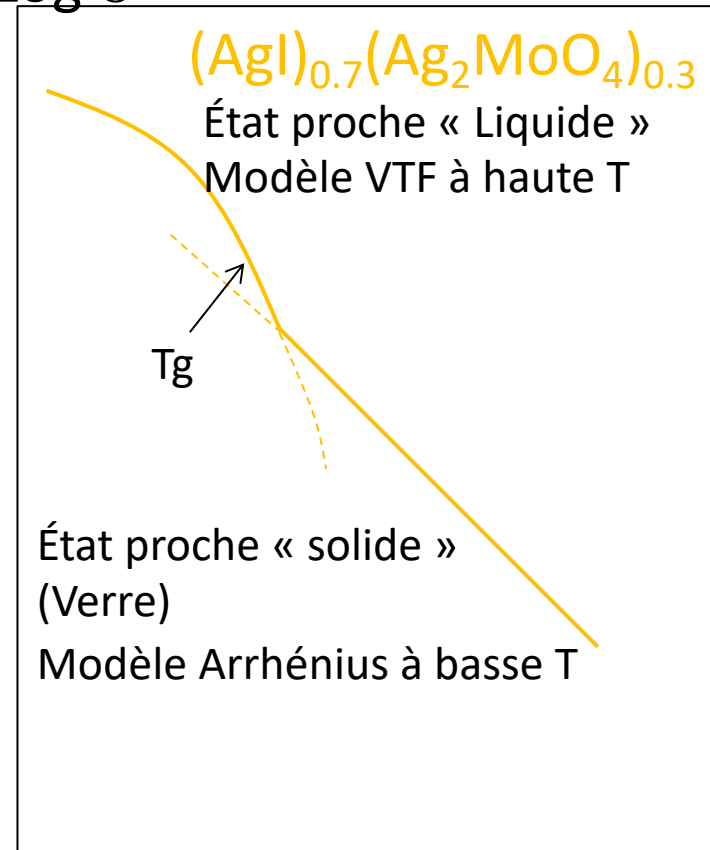 (AgI)₀.₇(Ag₂MoO₄)₀.₃
État proche « Liquide »
Modèle VTF à haute T
Tg
État proche « solide »
(Verre)
Modèle Arrhénius à basse T